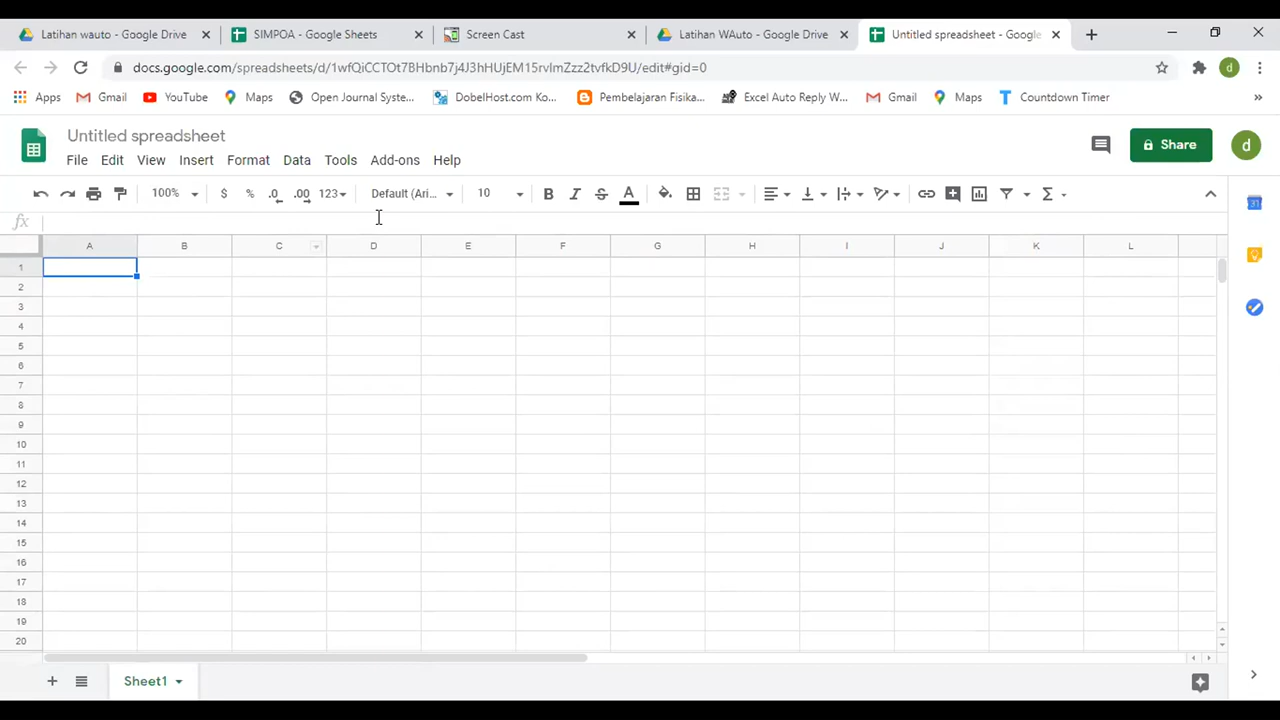 Latihan wauto - Google Drive
SIMPOA - Google Sheets
Screen Cast
Latihan WAuto - Google Drive
Untitled spreadsheet - Google
docs.google.com/spreadsheets/d/1wfQiCCTOt7BHbnb7j4J3hHUjEM15rvImZzz2tvfkD9U/edit#gid=0
d
Apps
Gmail
YouTube
Maps
Open Journal Syste...
DobelHost.com Ko...
Pembelajaran Fisika...
Excel Auto Reply W...
Gmail
Maps
Countdown Timer
»
Untitled spreadsheet
Share
d
File Edit View Insert Format Data Tools Add-ons Help
100% $ % .0 .00 123 Default (Ari... 10 B I S A Σ
fx
A B C D E F G H I J K L
1
2
3
4
5
6
7
8
9
10
11
12
13
14
15
16
17
18
19
20
+ Sheet1
31